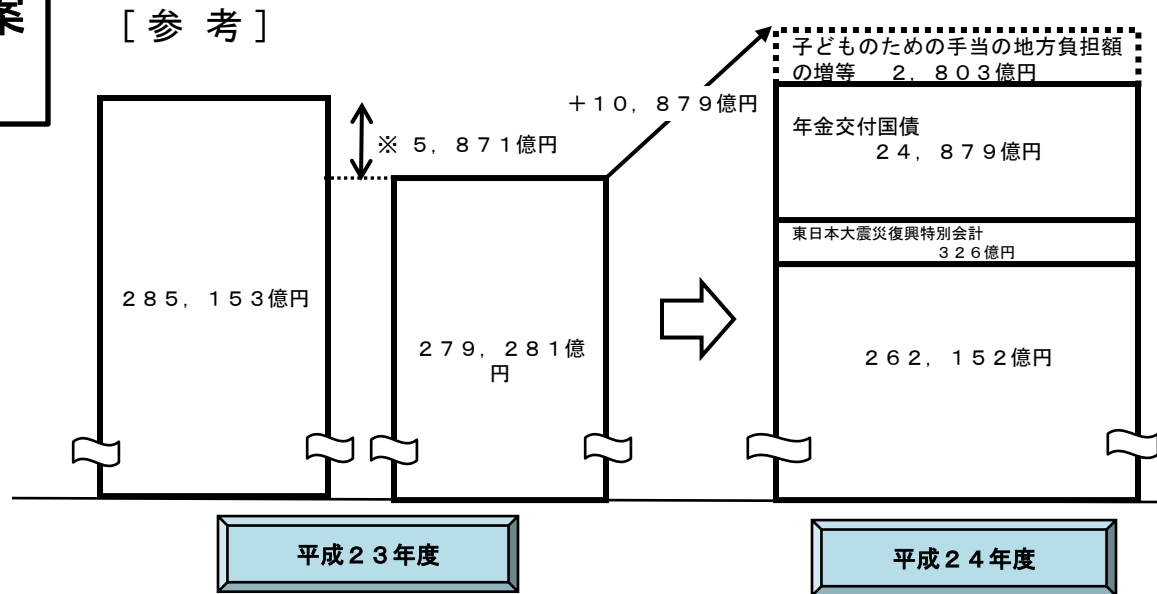 案
［参 考］
２８５，１５３億円
※ ５，８７１億円
２７９，２８１億
円
＋１０，８７９億円
子どものための手当の地方負担額
の増等　２，８０３億円
年金交付国債
２４，８７９億円
東日本大震災復興特別会計
３２６億円
２６２，１５２億円
平成２３年度
平成２４年度